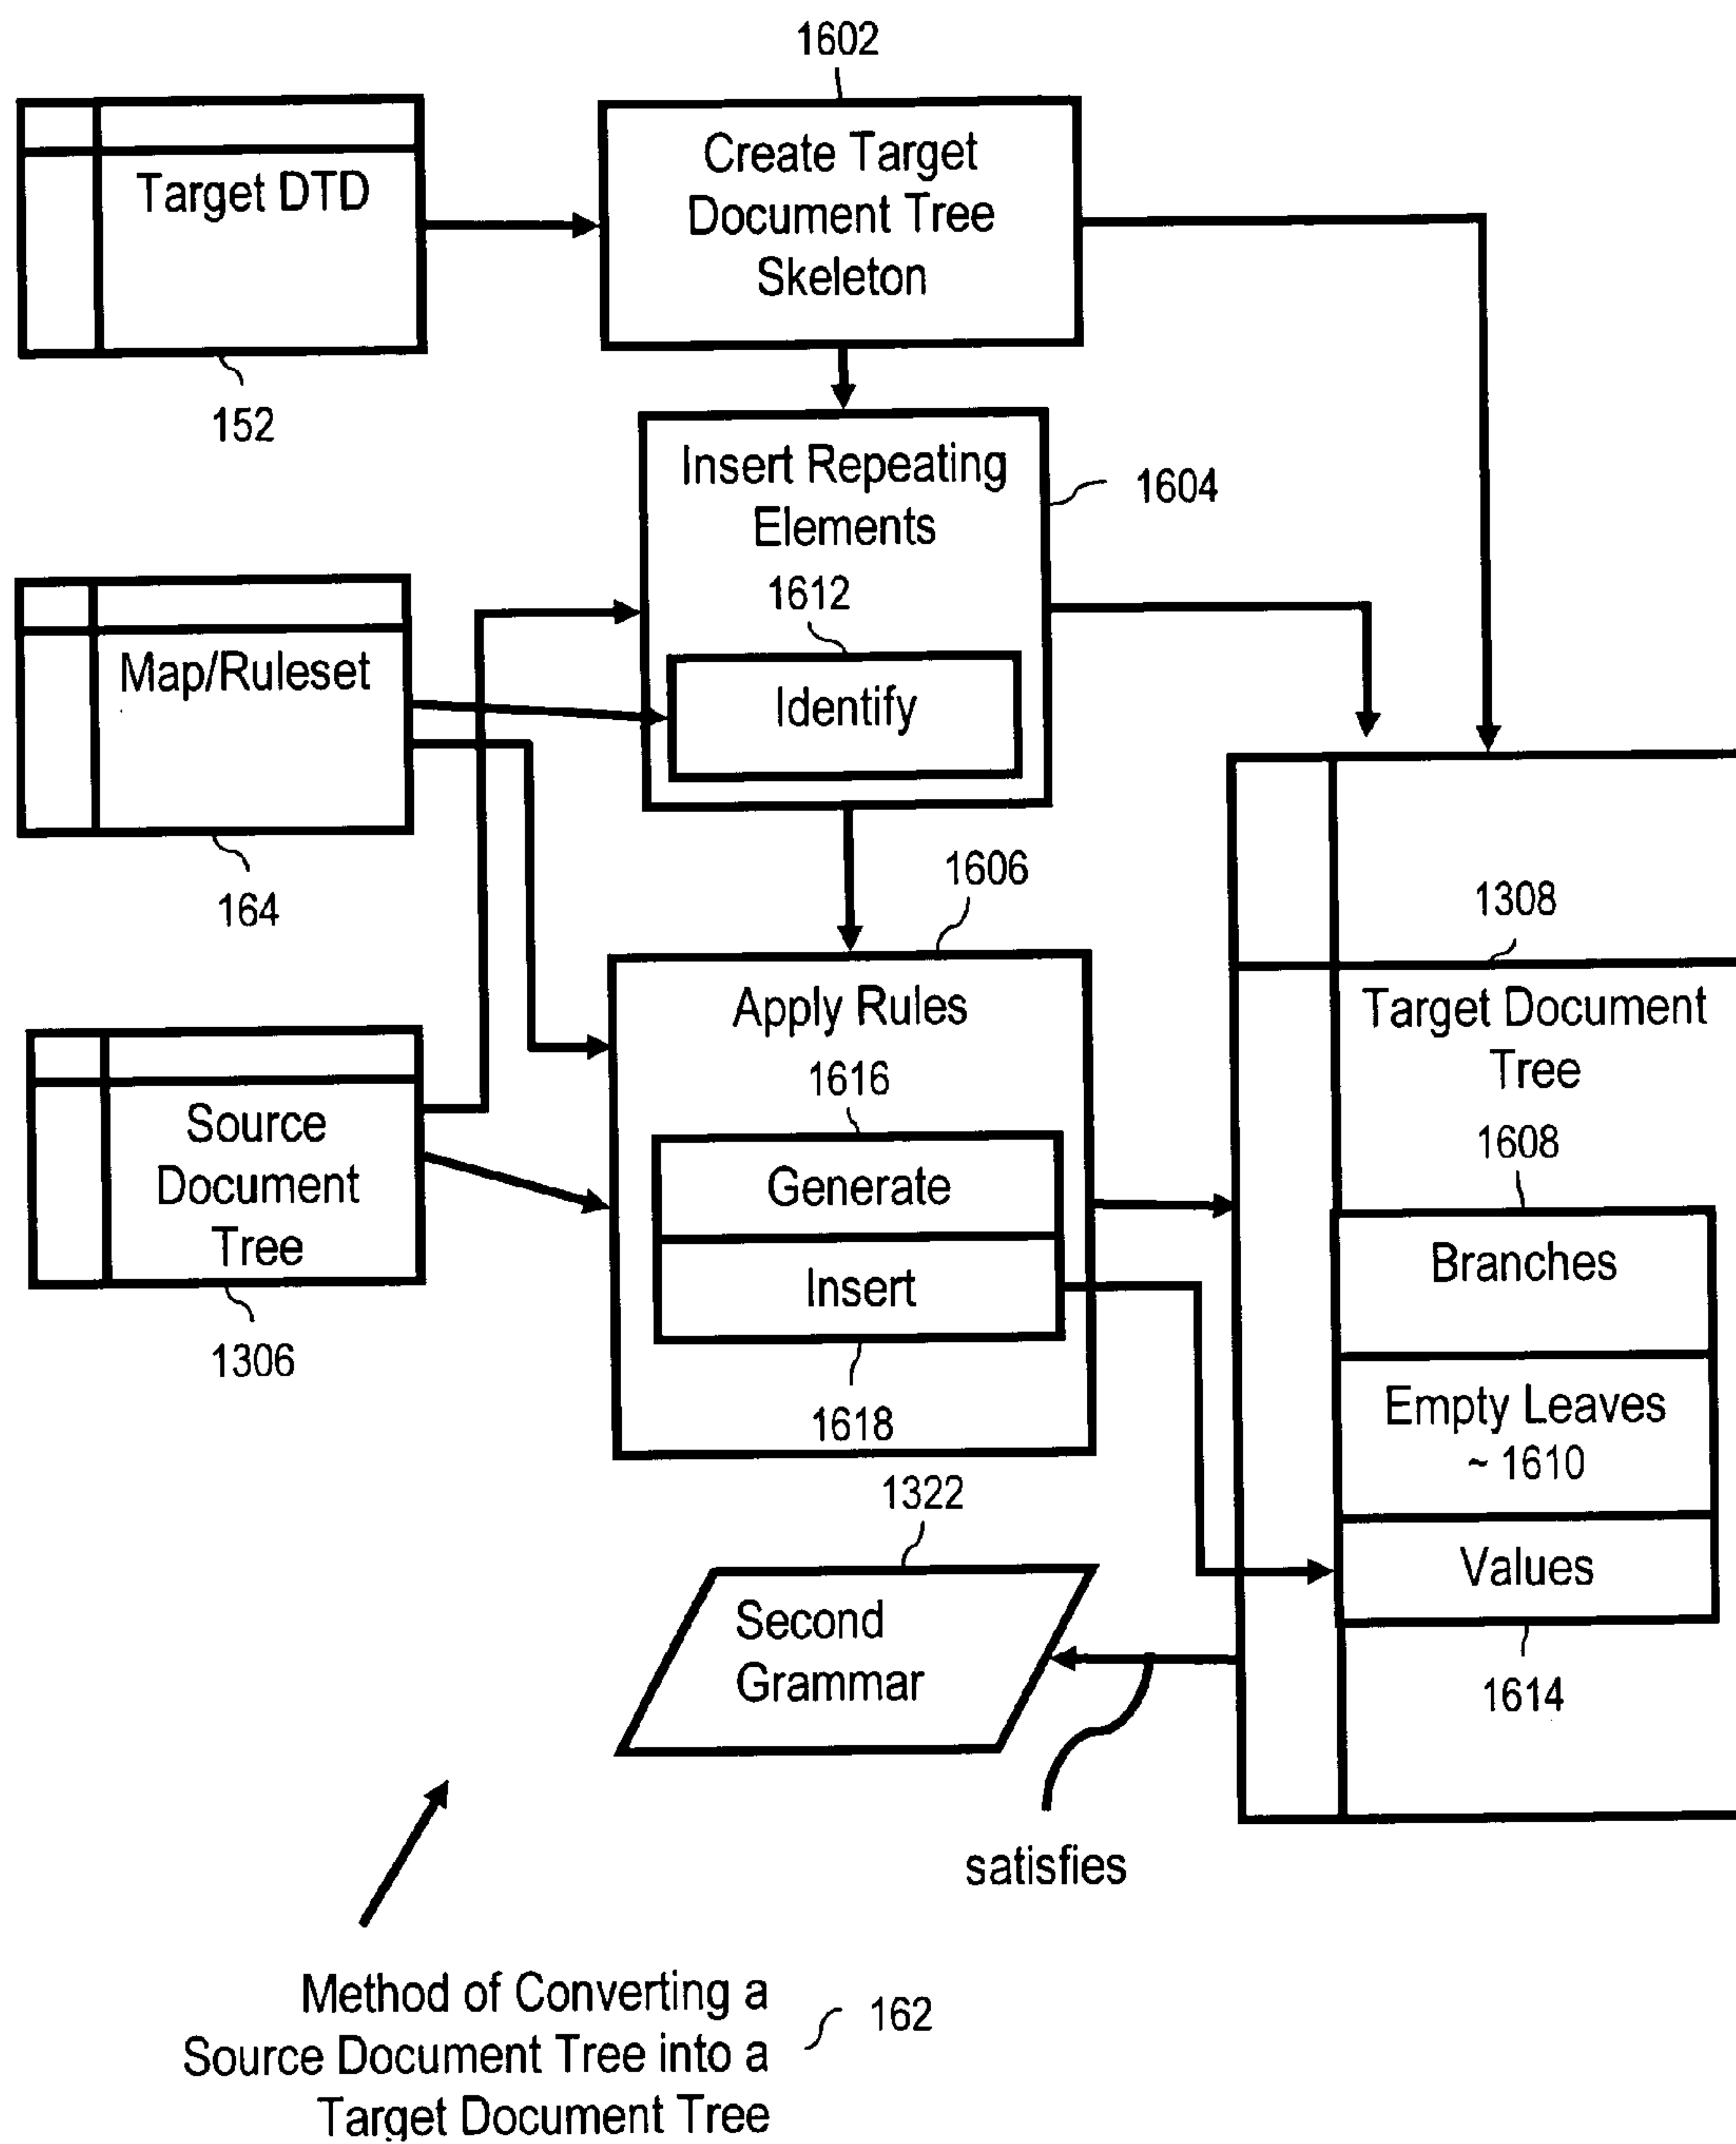 1602
Target DTD
Create Target
Document Tree
Skeleton
152
Insert Repeating
Elements
1604
1612
Identify
Map/Ruleset
164
1606
1308
Apply Rules
Target Document
Tree
1616
Source
Document
Tree
1608
Generate
Branches
Insert
1306
1618
Empty Leaves
~ 1610
1322
Values
Second
Grammar
1614
satisfies
Method of Converting a
Source Document Tree into a
Target Document Tree
162